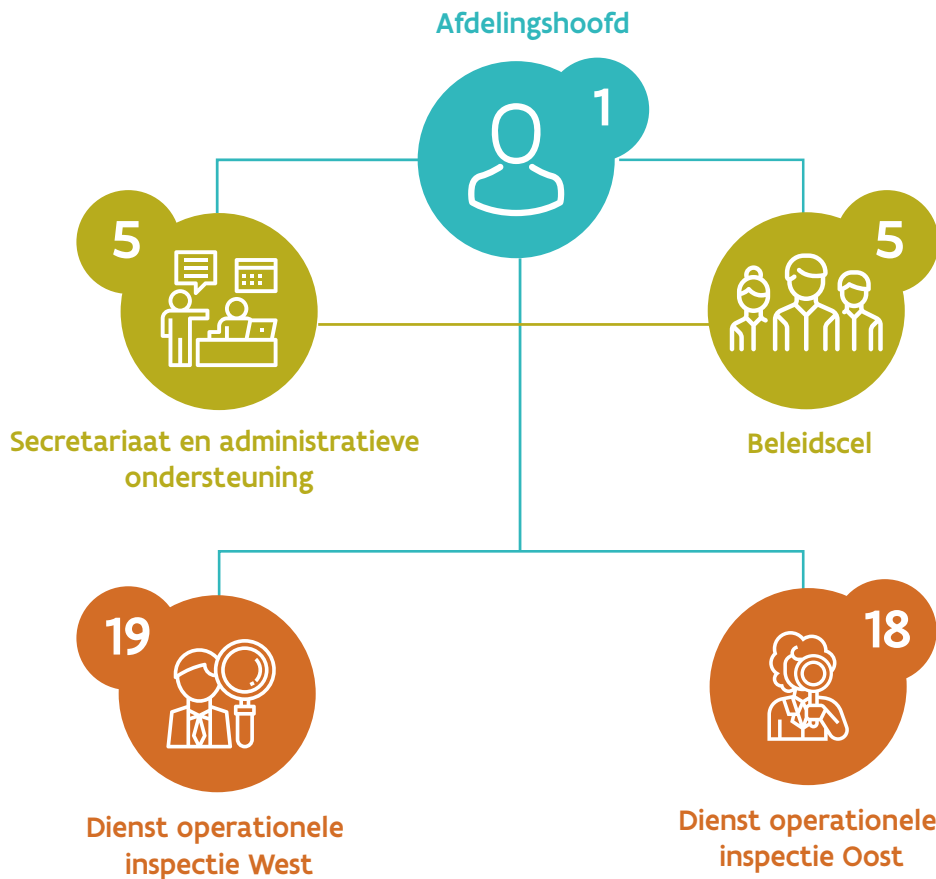 Afdelingshoofd
1
5
5
Secretariaat en administratieve
ondersteuning
Beleidscel
19
18
Dienst operationele
inspectie West
Dienst operationele
inspectie Oost